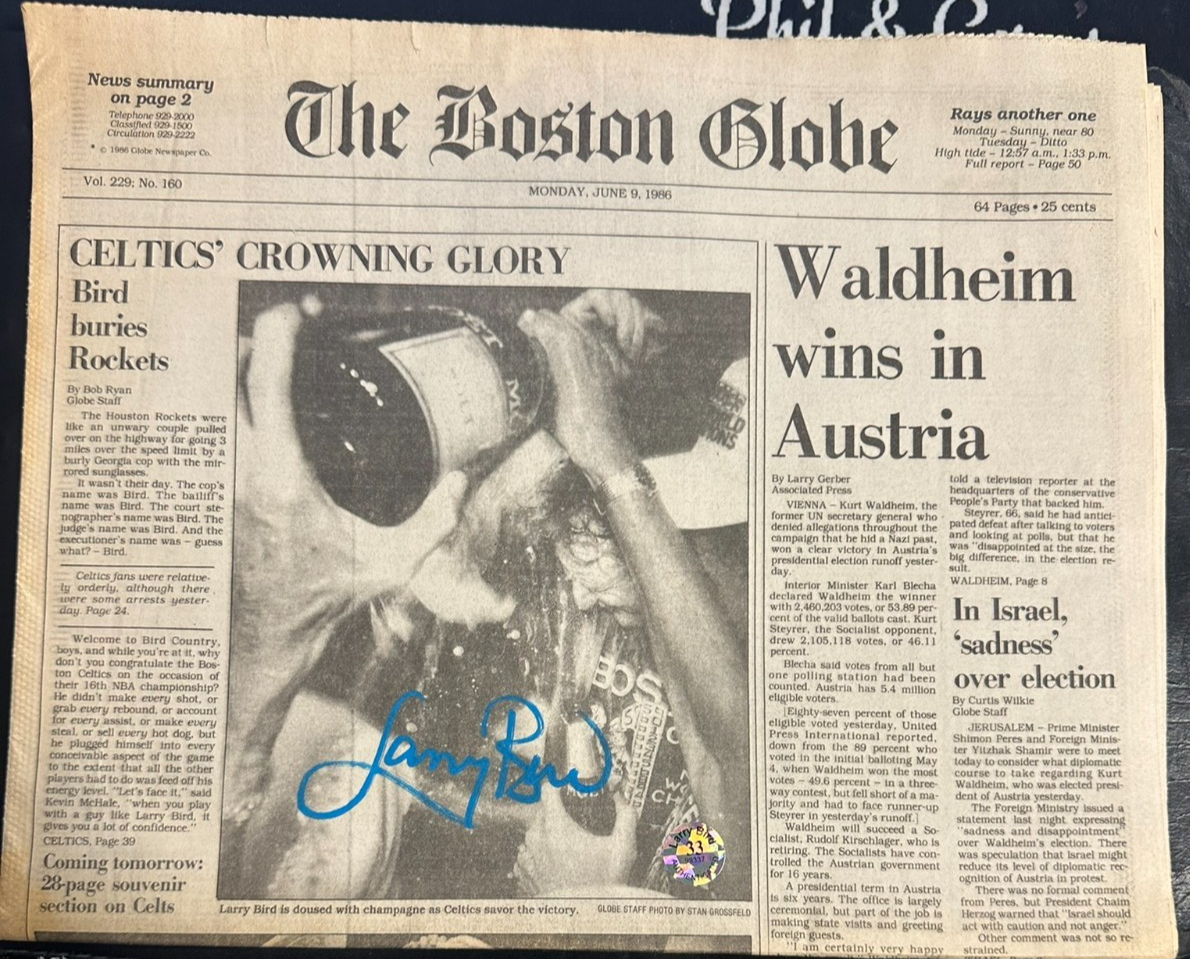 Phil &
News summary
on page 2
Telephone 929-2000
Classified 929-1500
Circulation 929-2222
© 1986 Globe Newspaper Co.
The Boston Globe
Rays another one
Monday – Sunny, near 80
Tuesday – Ditto
High tide – 12:57 a.m., 1:33 p.m.
Full report – Page 50
Vol. 229; No. 160
MONDAY, JUNE 9, 1986
64 Pages • 25 cents
CELTICS’ CROWNING GLORY
Bird
buries
Rockets
By Bob Ryan
Globe Staff
The Houston Rockets were
like an unwary couple pulled
over on the highway for going 3
miles over the speed limit by a
burly Georgia cop with the mir-
rored sunglasses.
It wasn't their day. The cop's
name was Bird. The bailiff's
name was Bird. The court ste-
nographer's name was Bird. The
judge's name was Bird. And the
executioner's name was – guess
what? – Bird.
Celtics fans were relative-
ly orderly, although there
were some arrests yester-
day. Page 24.
Welcome to Bird Country,
boys, and while you're at it, why
don't you congratulate the Bos-
ton Celtics on the occasion of
their 16th NBA championship?
He didn't make every shot, or
grab every rebound, or account
for every assist, or make every
steal, or sell every hot dog, but
he plugged himself into every
conceivable aspect of the game
to the extent that all the other
players had to do was feed off his
energy level. "Let's face it," said
Kevin McHale, "when you play
with a guy like Larry Bird, it
gives you a lot of confidence."
CELTICS, Page 39
Coming tomorrow:
28-page souvenir
section on Celts
BOS
Larry Bird
Larry Bird
33
Larry Bird is doused with champagne as Celtics savor the victory.
GLOBE STAFF PHOTO BY STAN GROSSFELD
Waldheim
wins in
Austria
By Larry Gerber
Associated Press
VIENNA – Kurt Waldheim, the
former UN secretary general who
denied allegations throughout the
campaign that he hid a Nazi past,
won a clear victory in Austria's
presidential election runoff yester-
day.
Interior Minister Karl Blecha
declared Waldheim the winner
with 2,460,203 votes, or 53.89 per-
cent of the valid ballots cast. Kurt
Steyrer, the Socialist opponent,
drew 2,105,118 votes, or 46.11
percent.
Blecha said votes from all but
one polling station had been
counted. Austria has 5.4 million
eligible voters.
[Eighty-seven percent of those
eligible voted yesterday, United
Press International reported,
down from the 89 percent who
voted in the initial balloting May
4, when Waldheim won the most
votes – 49.6 percent – in a three-
way contest, but fell short of a ma-
jority and had to face runner-up
Steyrer in yesterday's runoff.]
Waldheim will succeed a So-
cialist, Rudolf Kirschlager, who is
retiring. The Socialists have con-
trolled the Austrian government
for 16 years.
A presidential term in Austria
is six years. The office is largely
ceremonial, but part of the job is
making state visits and greeting
foreign guests.
"I am certainly very happy
told a television reporter at the
headquarters of the conservative
People's Party that backed him.
Steyrer, 66, said he had antici-
pated defeat after talking to voters
and looking at polls, but that he
was "disappointed at the size, the
big difference, in the election re-
sult.
WALDHEIM, Page 8
In Israel,
‘sadness’
over election
By Curtis Wilkie
Globe Staff
JERUSALEM – Prime Minister
Shimon Peres and Foreign Minis-
ter Yitzhak Shamir were to meet
today to consider what diplomatic
course to take regarding Kurt
Waldheim, who was elected presi-
dent of Austria yesterday.
The Foreign Ministry issued a
statement last night expressing
"sadness and disappointment"
over Waldheim's election. There
was speculation that Israel might
reduce its level of diplomatic rec-
ognition of Austria in protest.
There was no formal comment
from Peres, but President Chaim
Herzog warned that "Israel should
act with caution and not anger."
Other comment was not so re-
strained.